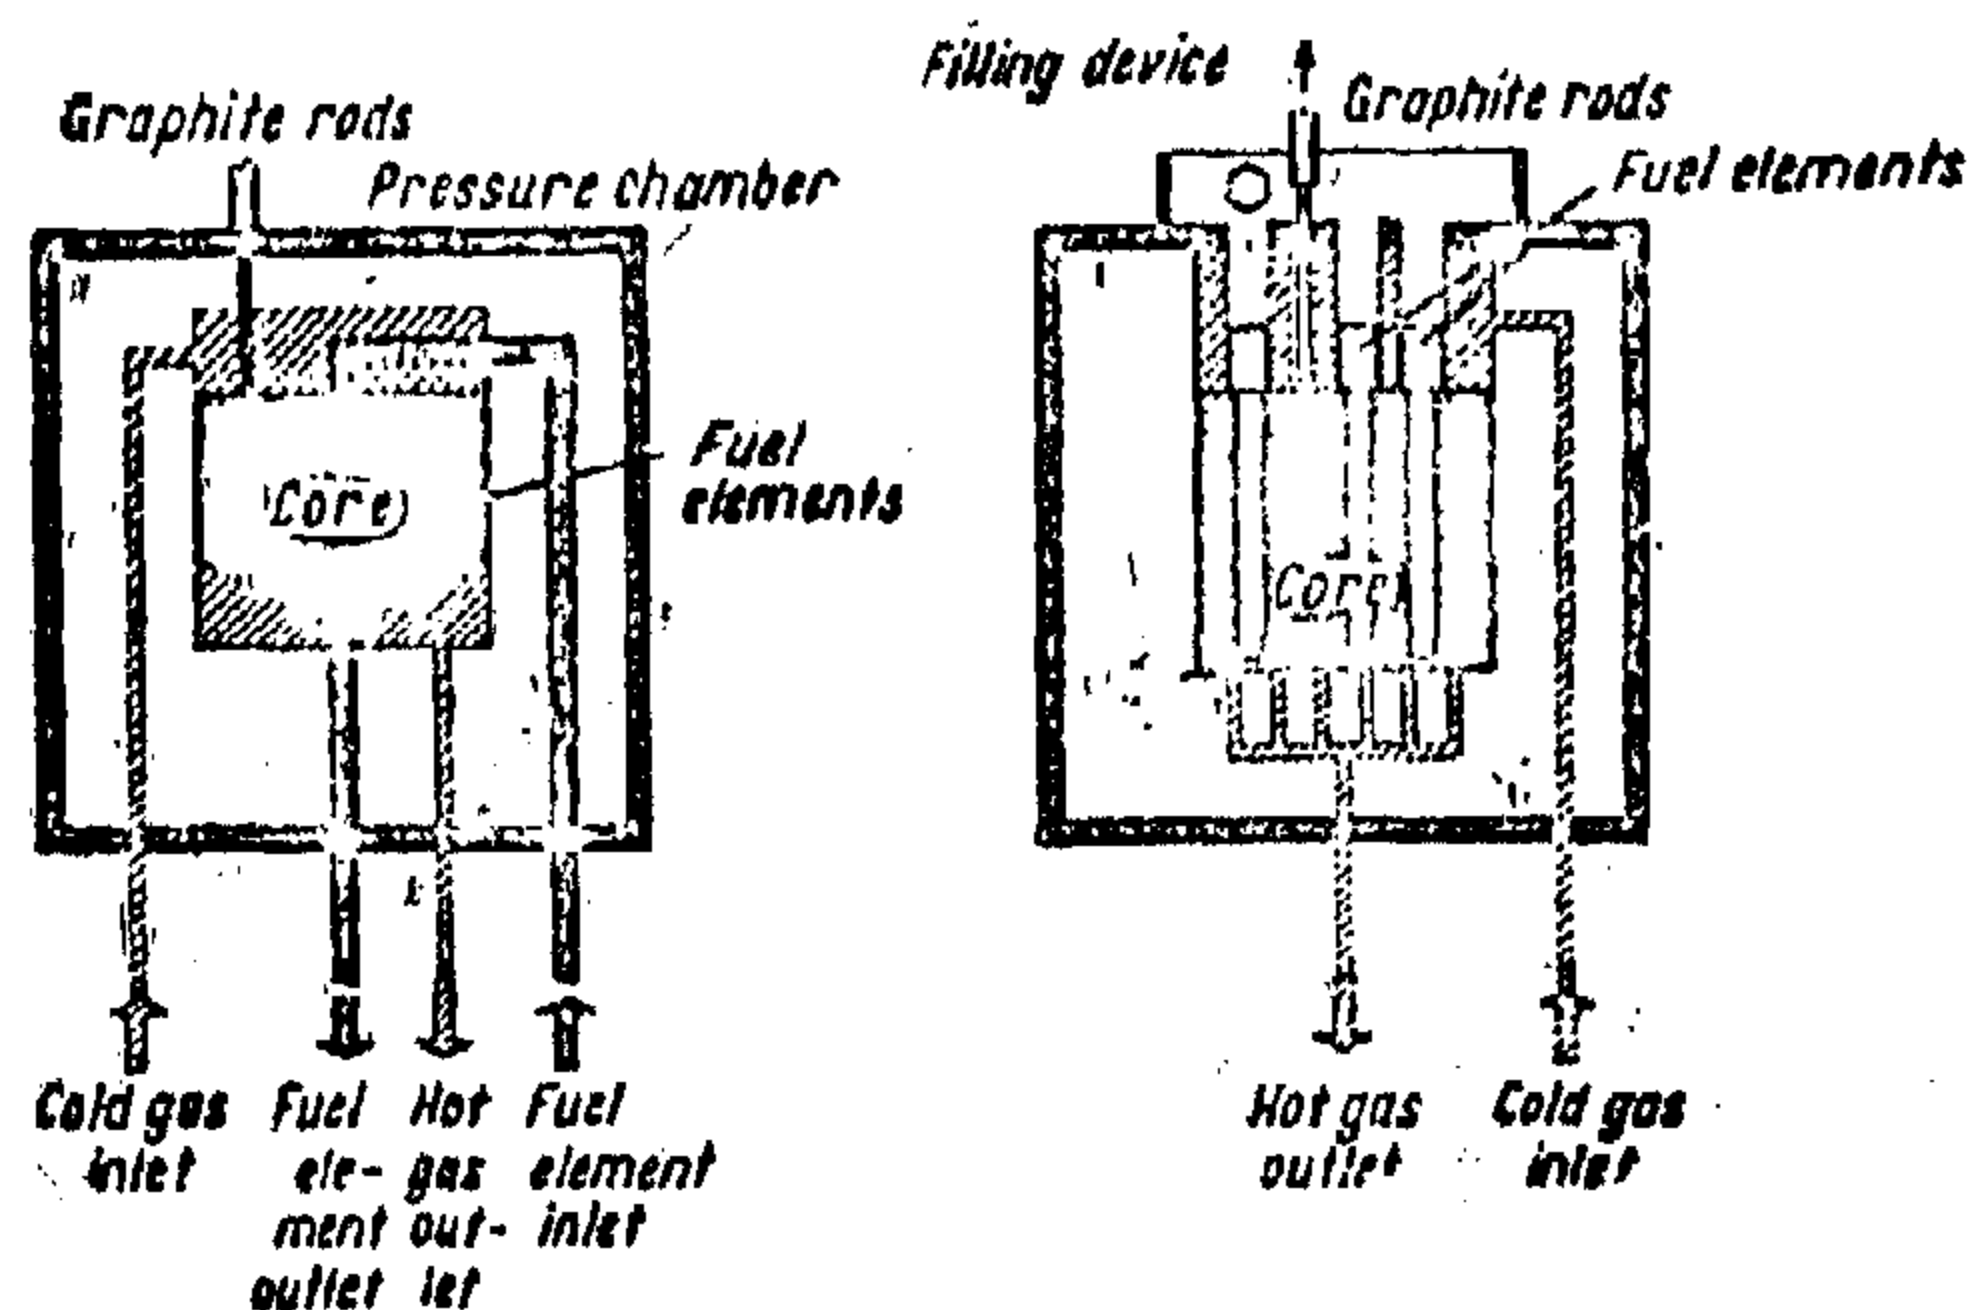 Graphite rods
Pressure chamber
Core
Fuel
elements
Cold gas
inlet
Fuel
ele-
ment
outlet
Hot
gas
out-
let
Fuel
element
inlet
Filling device
Graphite rods
Fuel elements
Core
Hot gas
outlet
Cold gas
inlet